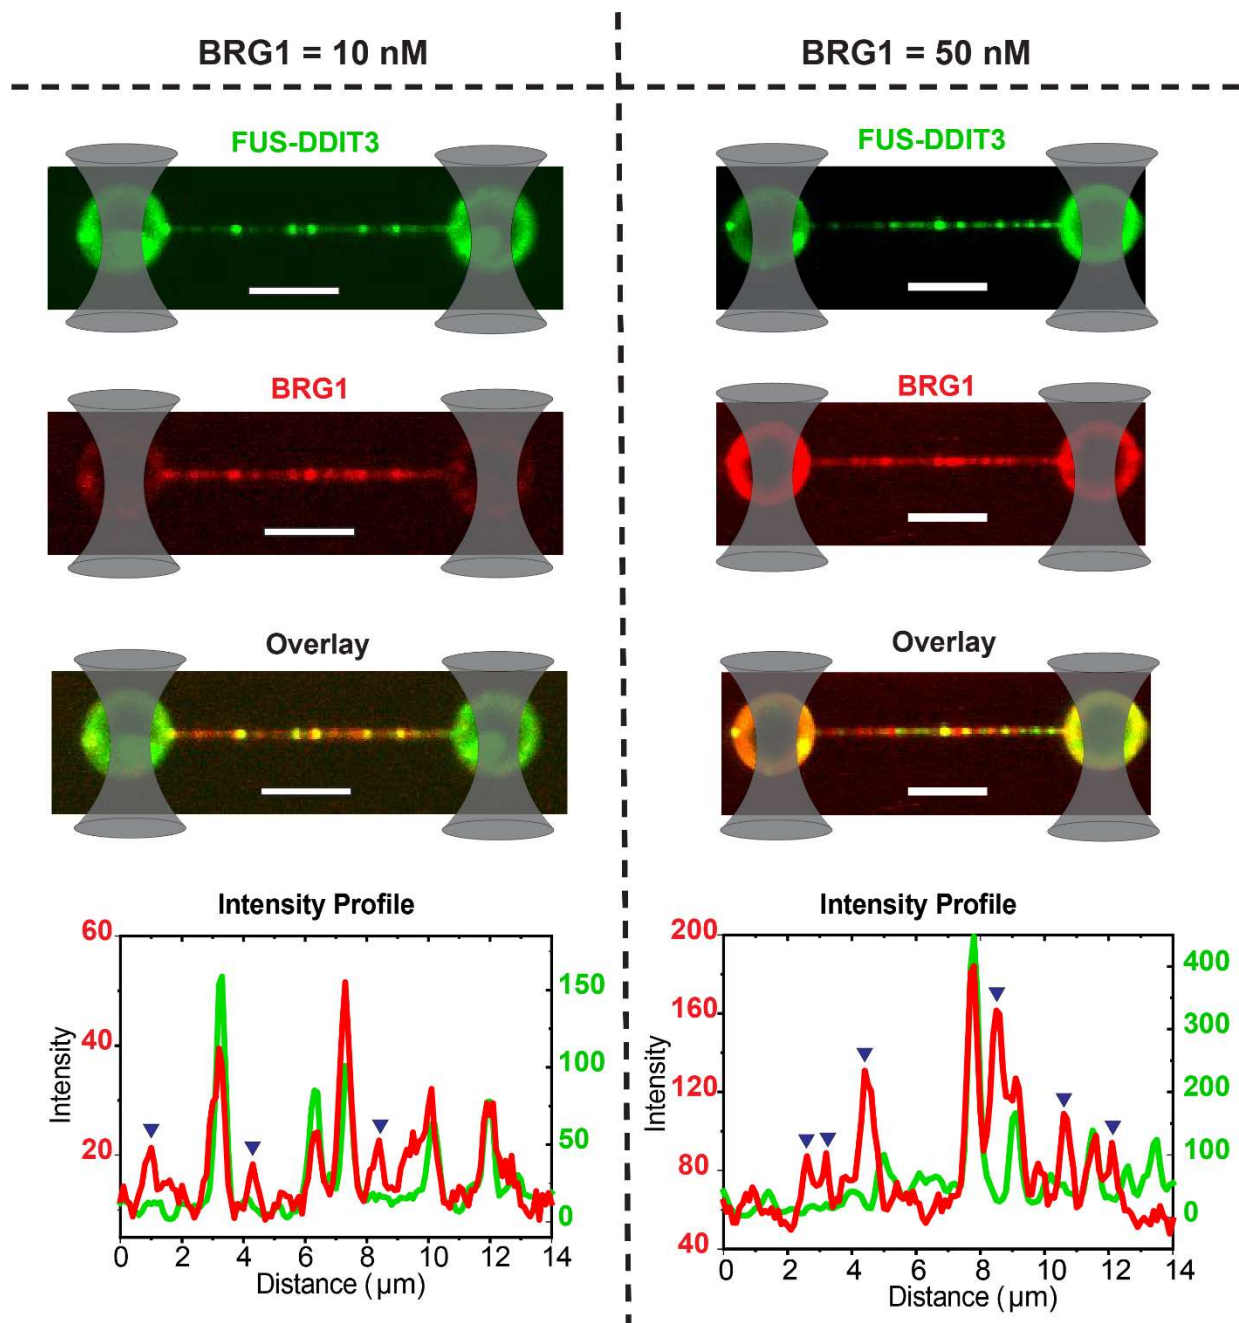 BRG1 = 10 nM
BRG1 = 50 nM
FUS-DDIT3
FUS-DDIT3
BRG1
BRG1
Overlay
Overlay
Intensity Profile
60
40
20
Intensity
150
100
50
0
0 2 4 6 8 10 12 14
Distance (µm)
Intensity Profile
200
160
120
80
40
Intensity
400
300
200
100
0
0 2 4 6 8 10 12 14
Distance (µm)